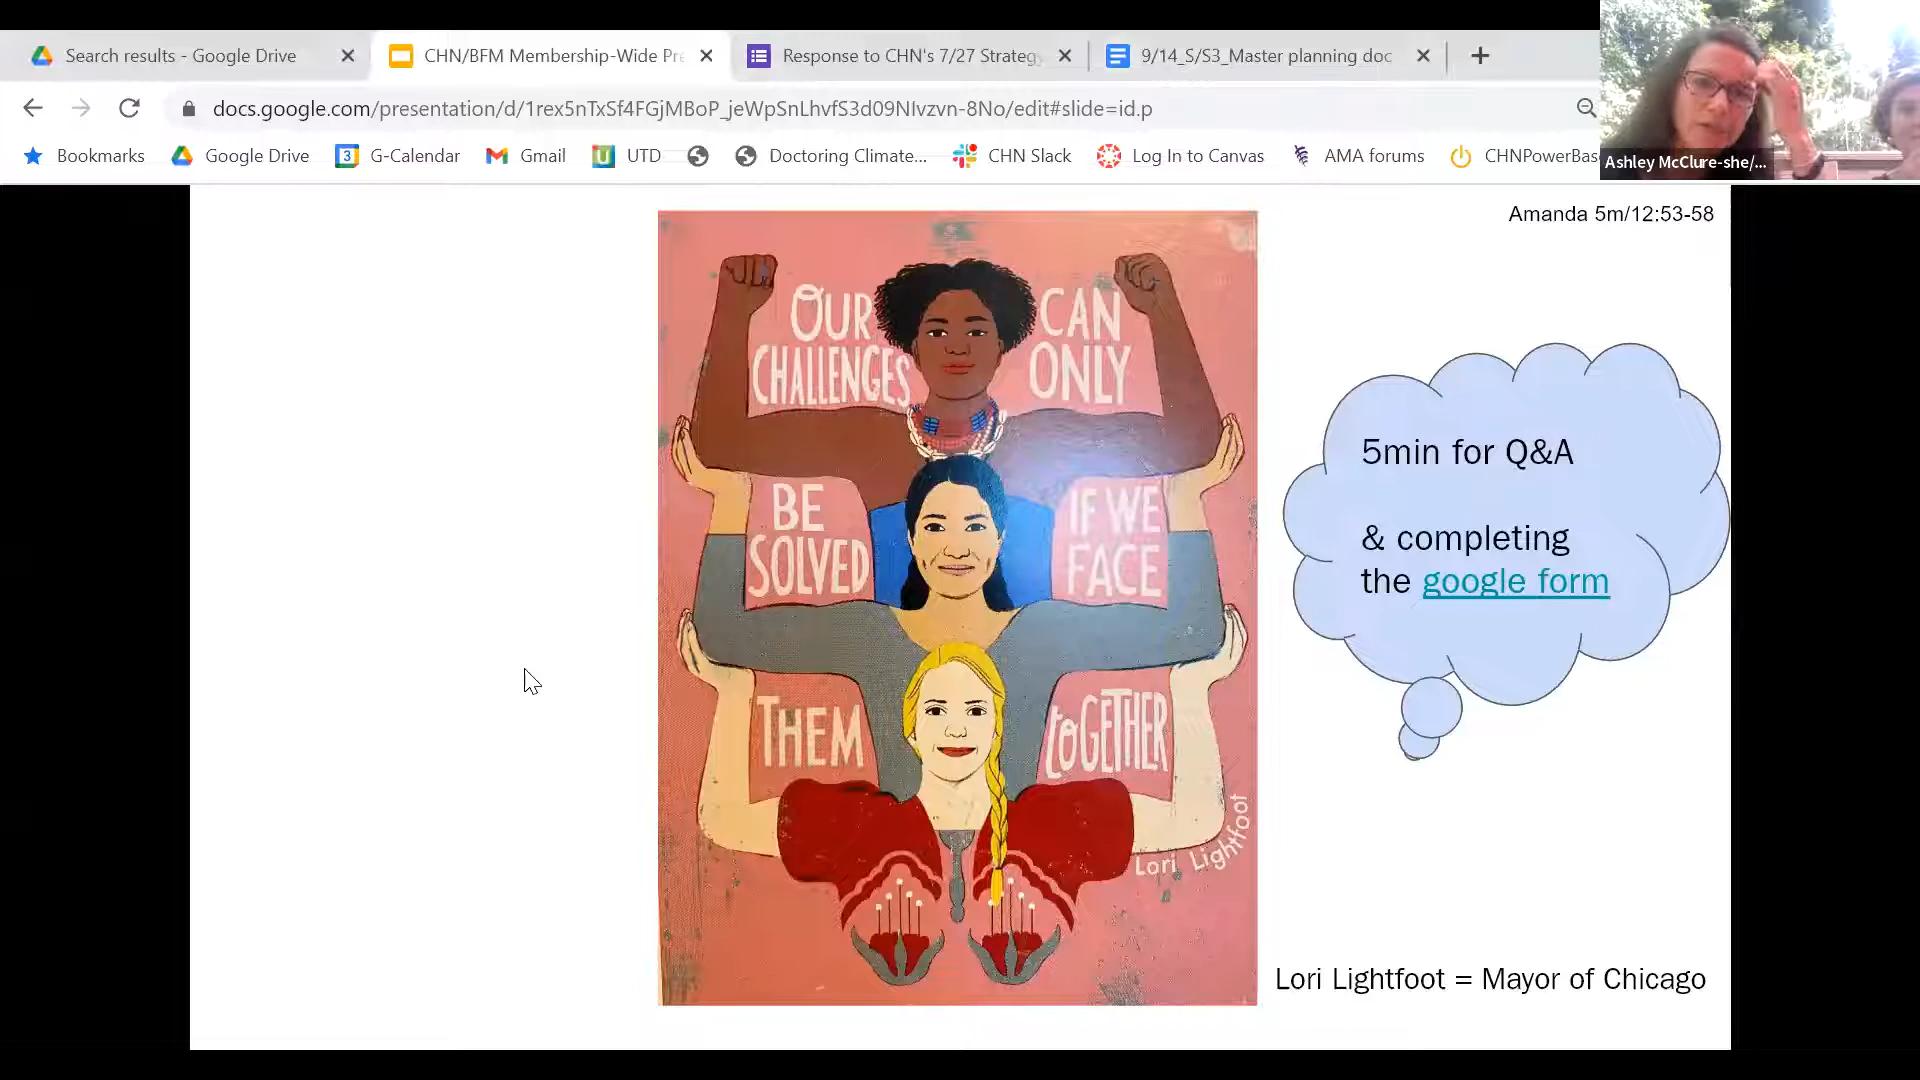 Search results - Google Drive
CHN/BFM Membership-Wide Pre
Response to CHN's 7/27 Strategy
9/14_S/S3_Master planning doc
docs.google.com/presentation/d/1rex5nTxSf4FGjMBoP_jeWpSnLhvfS3d09NIvzvn-8No/edit#slide=id.p
Bookmarks
Google Drive
3
G-Calendar
Gmail
UTD
Doctoring Climate...
CHN Slack
Log In to Canvas
AMA forums
CHNPowerBas
Ashley McClure-she/...
Amanda 5m/12:53-58
OUR CAN
CHALLENGES ONLY
BE IF WE
SOLVED FACE
THEM toGETHER
Lori Lightfoot
5min for Q&A
& completing
the google form
Lori Lightfoot = Mayor of Chicago